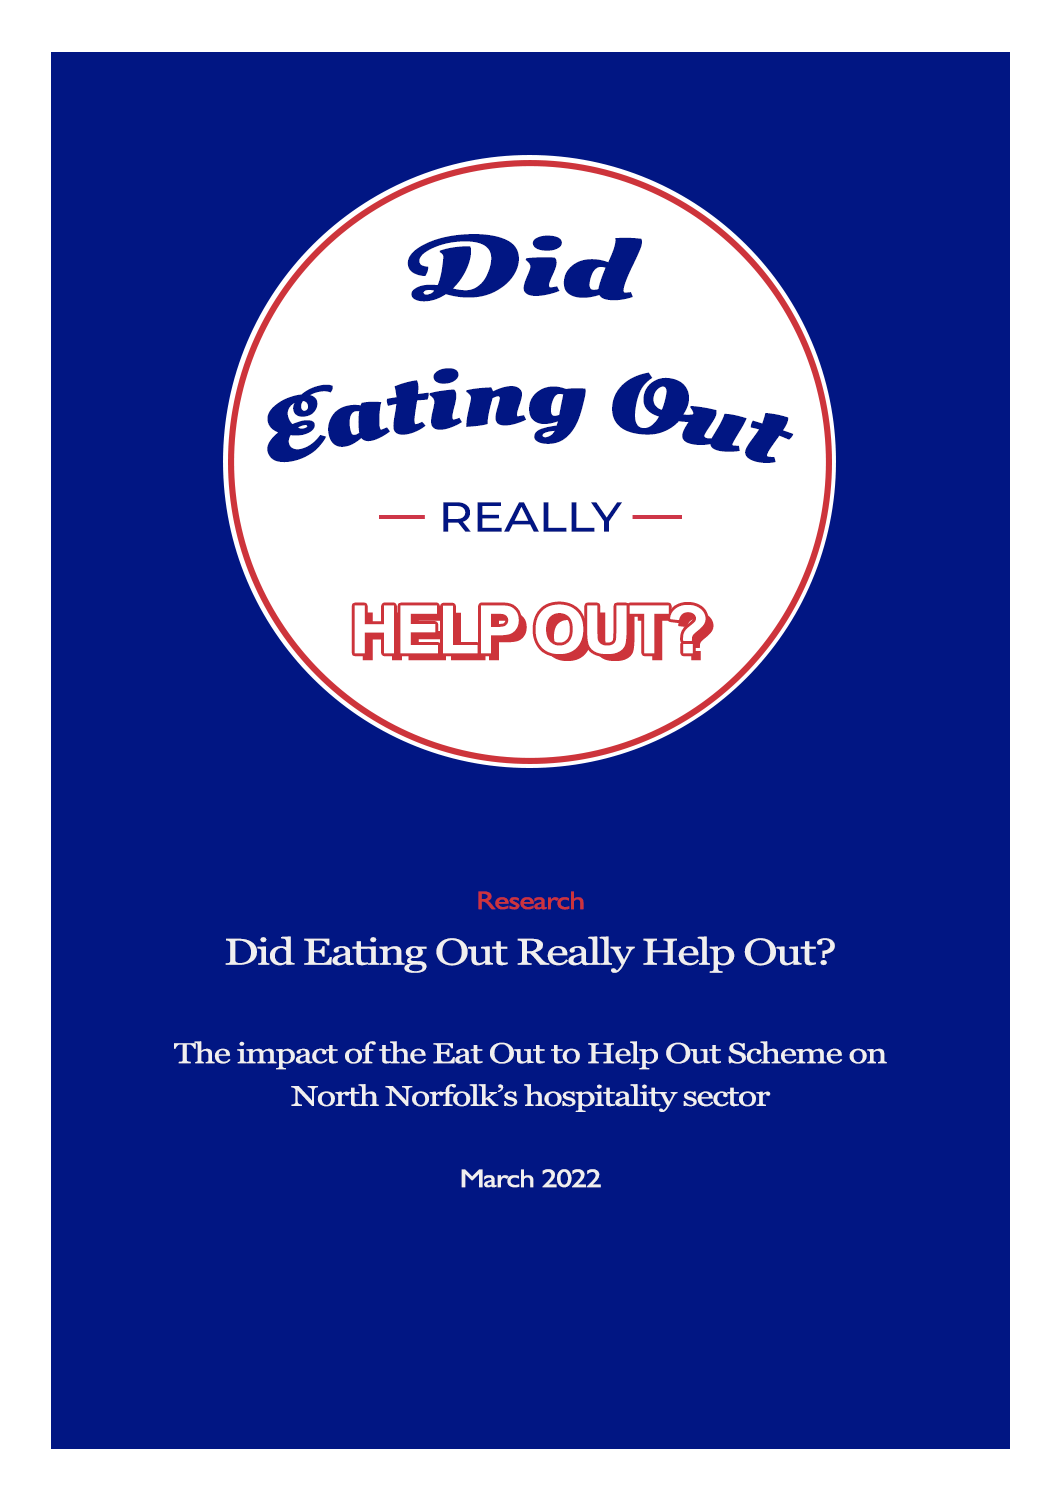 Did
Eating Out
REALLY
HELP OUT?
Research
Did Eating Out Really Help Out?
The impact of the Eat Out to Help Out Scheme on
North Norfolk’s hospitality sector
March 2022